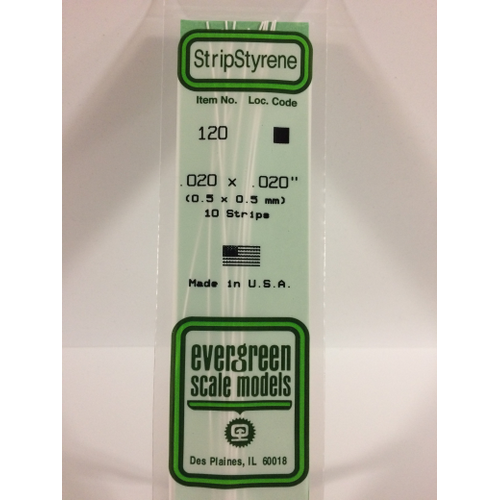 StripStyrene
Item No. Loc. Code
120
.020 x .020"
(0.5 x 0.5 mm)
10 Strips
Made in U.S.A.
evergreen
scale models
Des Plaines, IL 60018